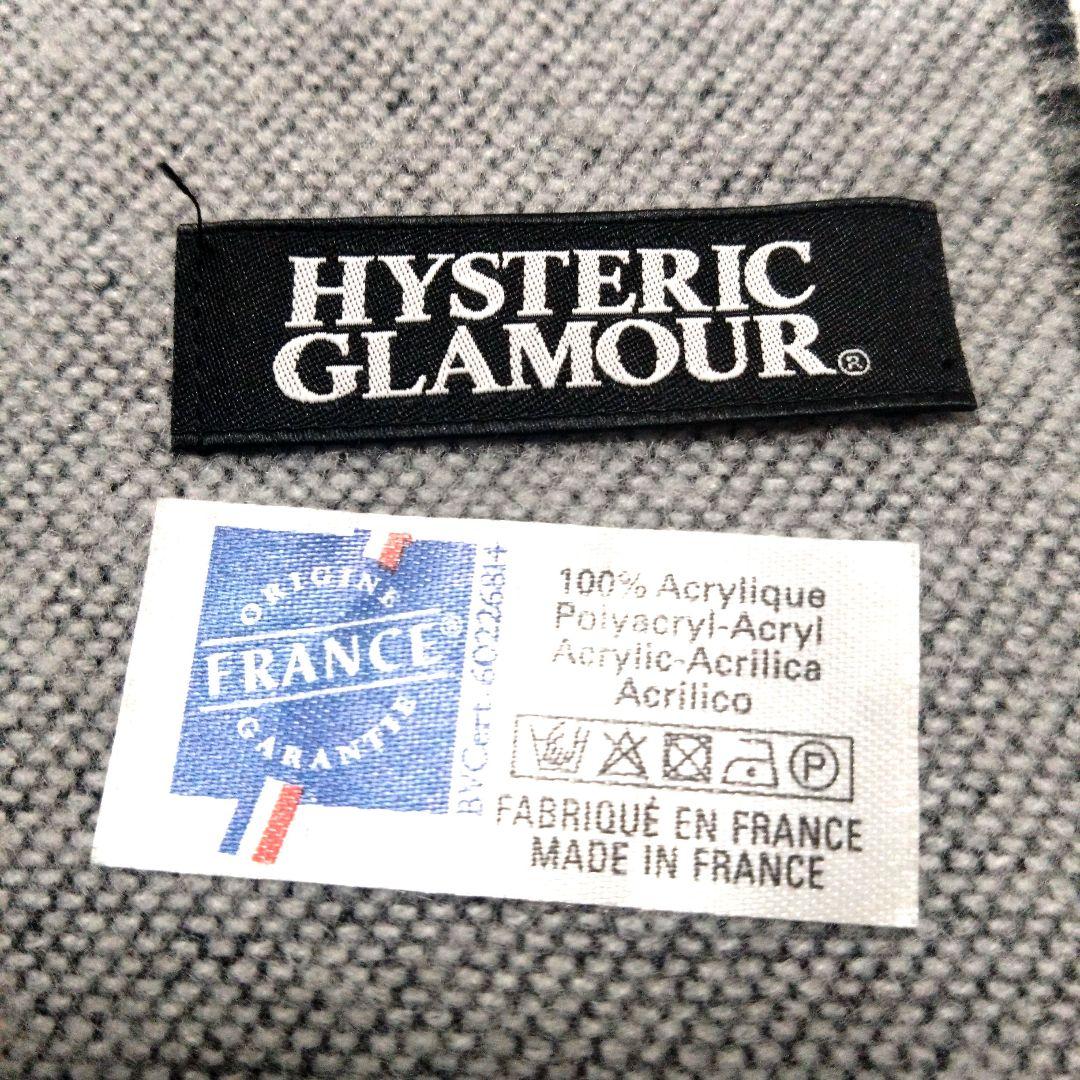 HYSTERIC
GLAMOUR®
ORIGINE
FRANCE®
GARANTIE
BVCert.6022684
100% Acrylique
Polyacryl-Acryl
Acrylic-Acrilica
Acrilico
P
FABRIQUÉ EN FRANCE
MADE IN FRANCE